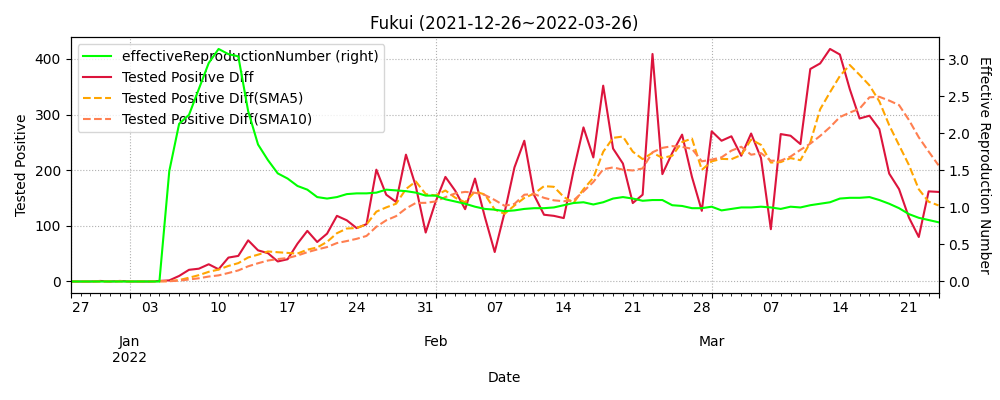 Fukui (2021-12-26~2022-03-26)
effectiveReproductionNumber (right)
Tested Positive Diff
Tested Positive Diff(SMA5)
Tested Positive Diff(SMA10)
Tested Positive
400
300
200
100
0
3.0
2.5
2.0
1.5
1.0
0.5
0.0
Effective Reproduction Number
27 03 10 17 24 31 07 14 21 28 07 14 21
Jan Feb Mar
2022
Date